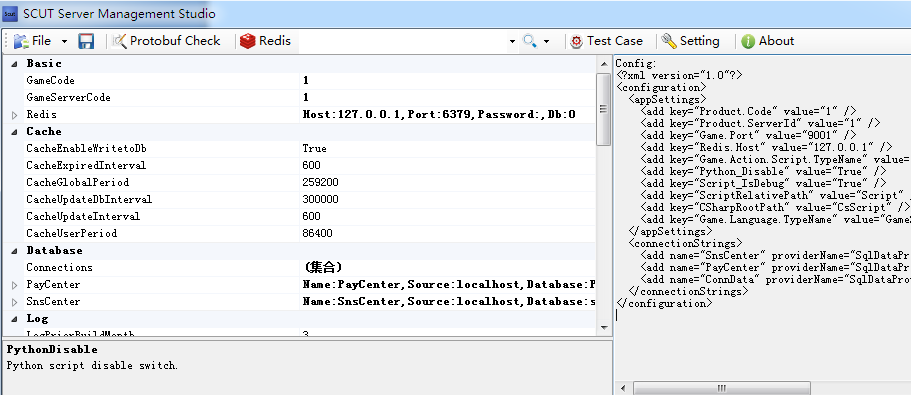 Scut SCUT Server Management Studio
File Protobuf Check Redis Test Case Setting About
Basic
GameCode 1
GameServerCode 1
Redis Host:127.0.0.1,Port:6379,Password:,Db:0
Cache
CacheEnableWritetoDb True
CacheExpiredInterval 600
CacheGlobalPeriod 259200
CacheUpdateDbInterval 300000
CacheUpdateInterval 600
CacheUserPeriod 86400
Database
Connections (集合)
PayCenter Name:PayCenter,Source:localhost,Database:P
SnsCenter Name:SnsCenter,Source:localhost,Database:s
Log
LogPriorBuildMonth 3
PythonDisable
Python script disable switch.
Config:
<?xml version="1.0"?>
<configuration>
<appSettings>
<add key="Product.Code" value="1" />
<add key="Product.ServerId" value="1" />
<add key="Game.Port" value="9001" />
<add key="Redis.Host" value="127.0.0.1" />
<add key="Game.Action.Script.TypeName" value=
<add key="Python_Disable" value="True" />
<add key="Script_IsDebug" value="True" />
<add key="ScriptRelativePath" value="Script"
<add key="CSharpRootPath" value="CsScript" />
<add key="Game.Language.TypeName" value="Game
</appSettings>
<connectionStrings>
<add name="SnsCenter" providerName="SqlDataPro
<add name="PayCenter" providerName="SqlDataPro
<add name="ConnData" providerName="SqlDataProv
</connectionStrings>
</configuration>